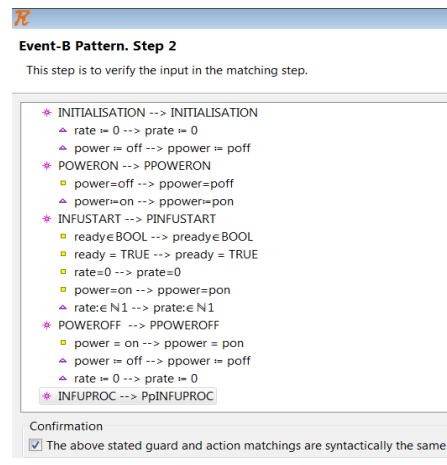 Event-B Pattern. Step 2
This step is to verify the input in the matching step.
INITIALISATION --> INITIALISATION
rate ≔ 0 --> prate ≔ 0
power ≔ off --> ppower ≔ poff
POWERON --> PPOWERON
power=off --> ppower=poff
power≔on --> ppower≔pon
INFUSTART --> PINFUSTART
ready∈BOOL --> pready∈BOOL
ready = TRUE --> pready = TRUE
rate=0 --> prate=0
power=on --> ppower=pon
rate:∈ ℕ1 --> prate:∈ ℕ1
POWEROFF --> PPOWEROFF
power = on --> ppower = pon
power ≔ off --> ppower ≔ poff
rate ≔ 0 --> prate ≔ 0
INFUPROC --> PpINFUPROC
Confirmation
The above stated guard and action matchings are syntactically the same